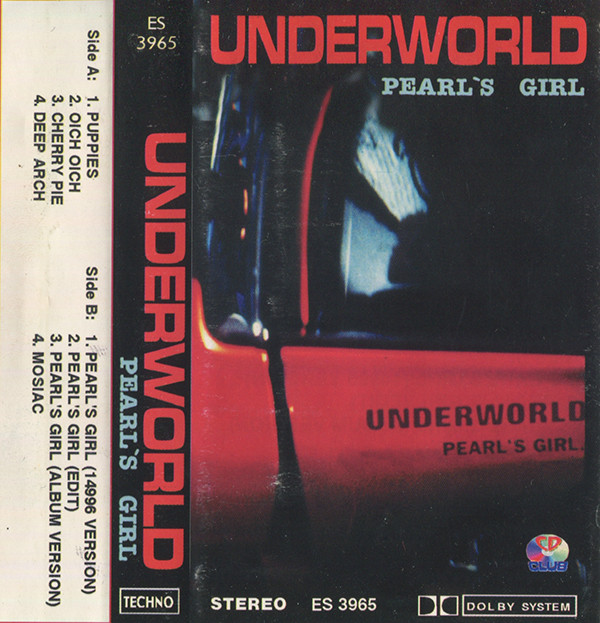 Side A: 1. PUPPIES
2. OICH OICH
3. CHERRY PIE
4. DEEP ARCH
Side B: 1. PEARL'S GIRL (14996 VERSION)
2. PEARL'S GIRL (EDIT)
3. PEARL'S GIRL (ALBUM VERSION)
4. MOSIAC
ES
3965
UNDERWORLD
PEARL`S GIRL
TECHNO
UNDERWORLD
PEARL`S GIRL
UNDERWORLD
PEARL'S GIRL.
CD
CLUB
STEREO ES 3965
DOLBY SYSTEM